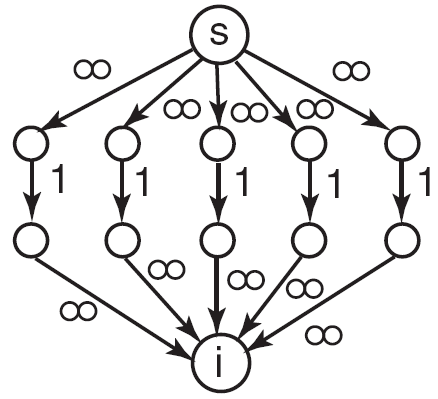 s
∞ ∞ ∞ ∞ ∞
1 1 1 1 1
∞ ∞ ∞ ∞ ∞
i